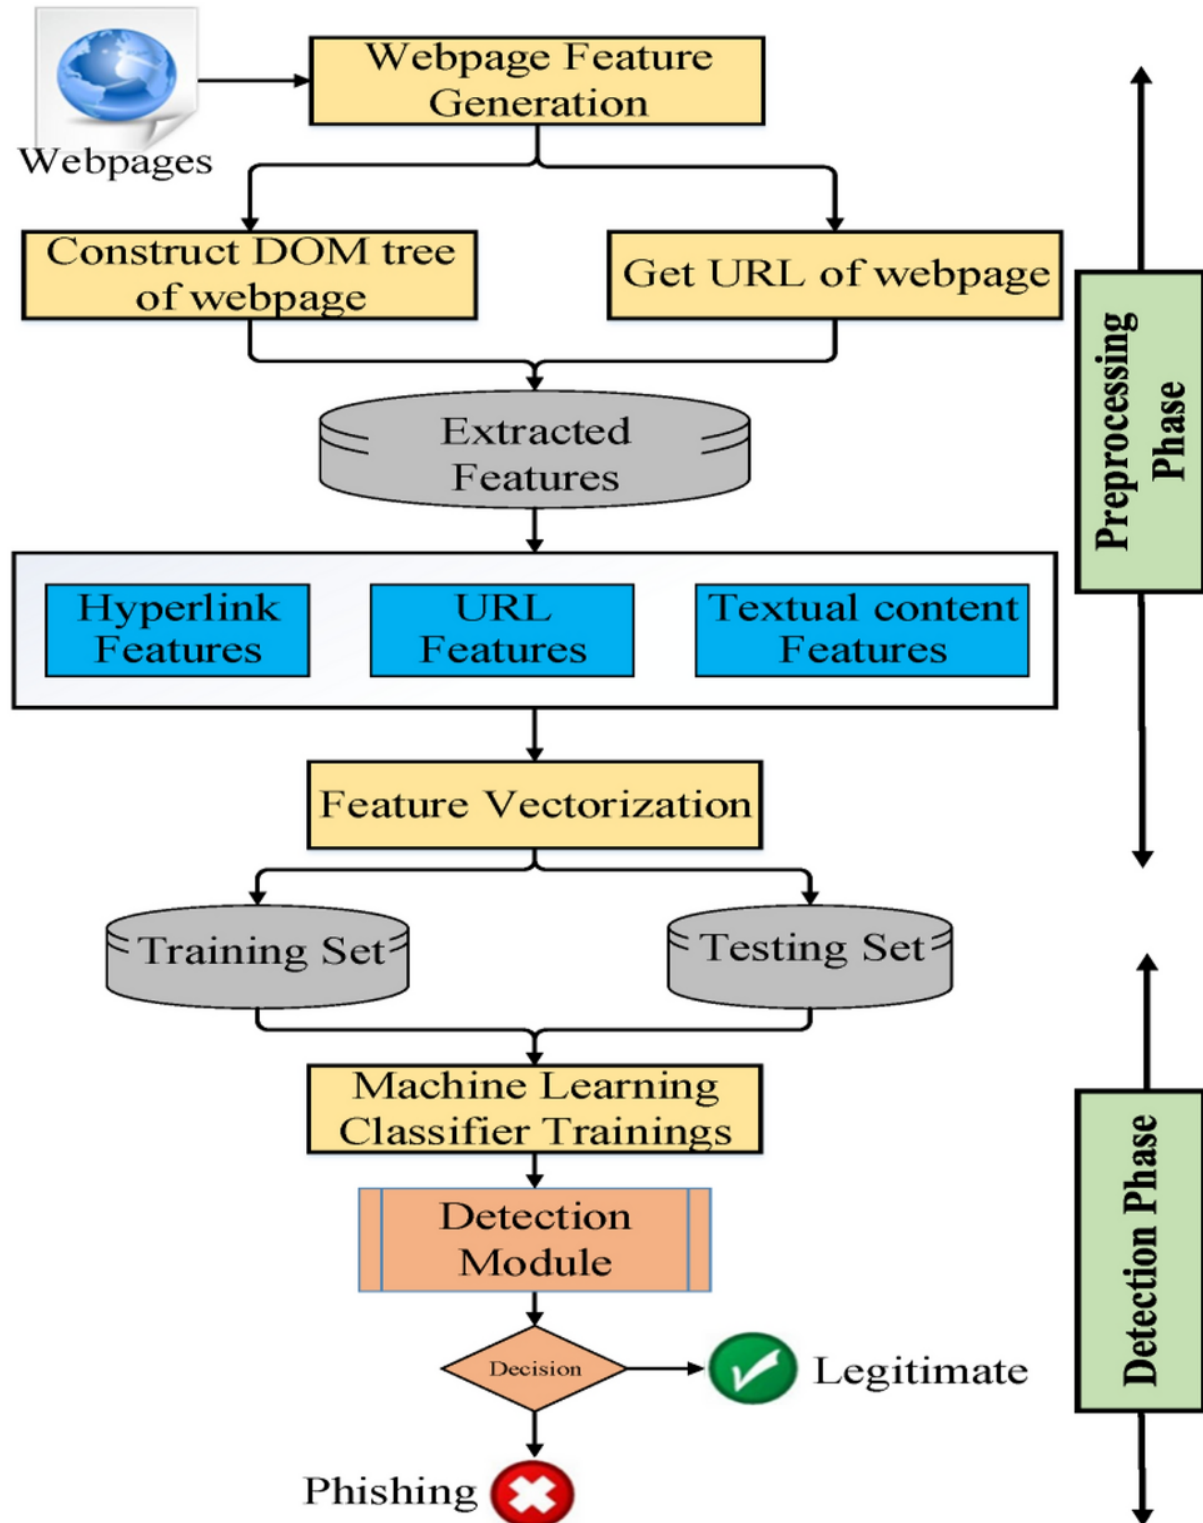 Webpages
Webpage Feature
Generation
Construct DOM tree
of webpage
Get URL of webpage
Extracted
Features
Hyperlink
Features
URL
Features
Textual content
Features
Feature Vectorization
Preprocessing
Phase
Training Set
Testing Set
Machine Learning
Classifier Trainings
Detection
Module
Decision
Legitimate
Phishing
Detection Phase